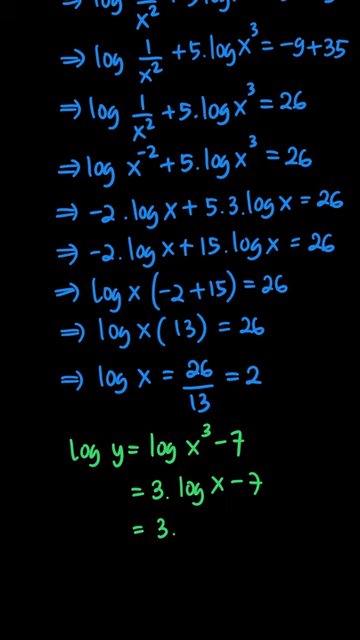 ⇒ log 1/x² + 5.log x³ = -9+35
⇒ log 1/x² + 5.log x³ = 26
⇒ log x⁻² + 5.log x³ = 26
⇒ -2.log x + 5.3.log x = 26
⇒ -2.log x + 15.log x = 26
⇒ log x (-2+15) = 26
⇒ log x (13) = 26
⇒ log x = 26/13 = 2
log y = log x³ - 7
= 3. log x - 7
= 3.